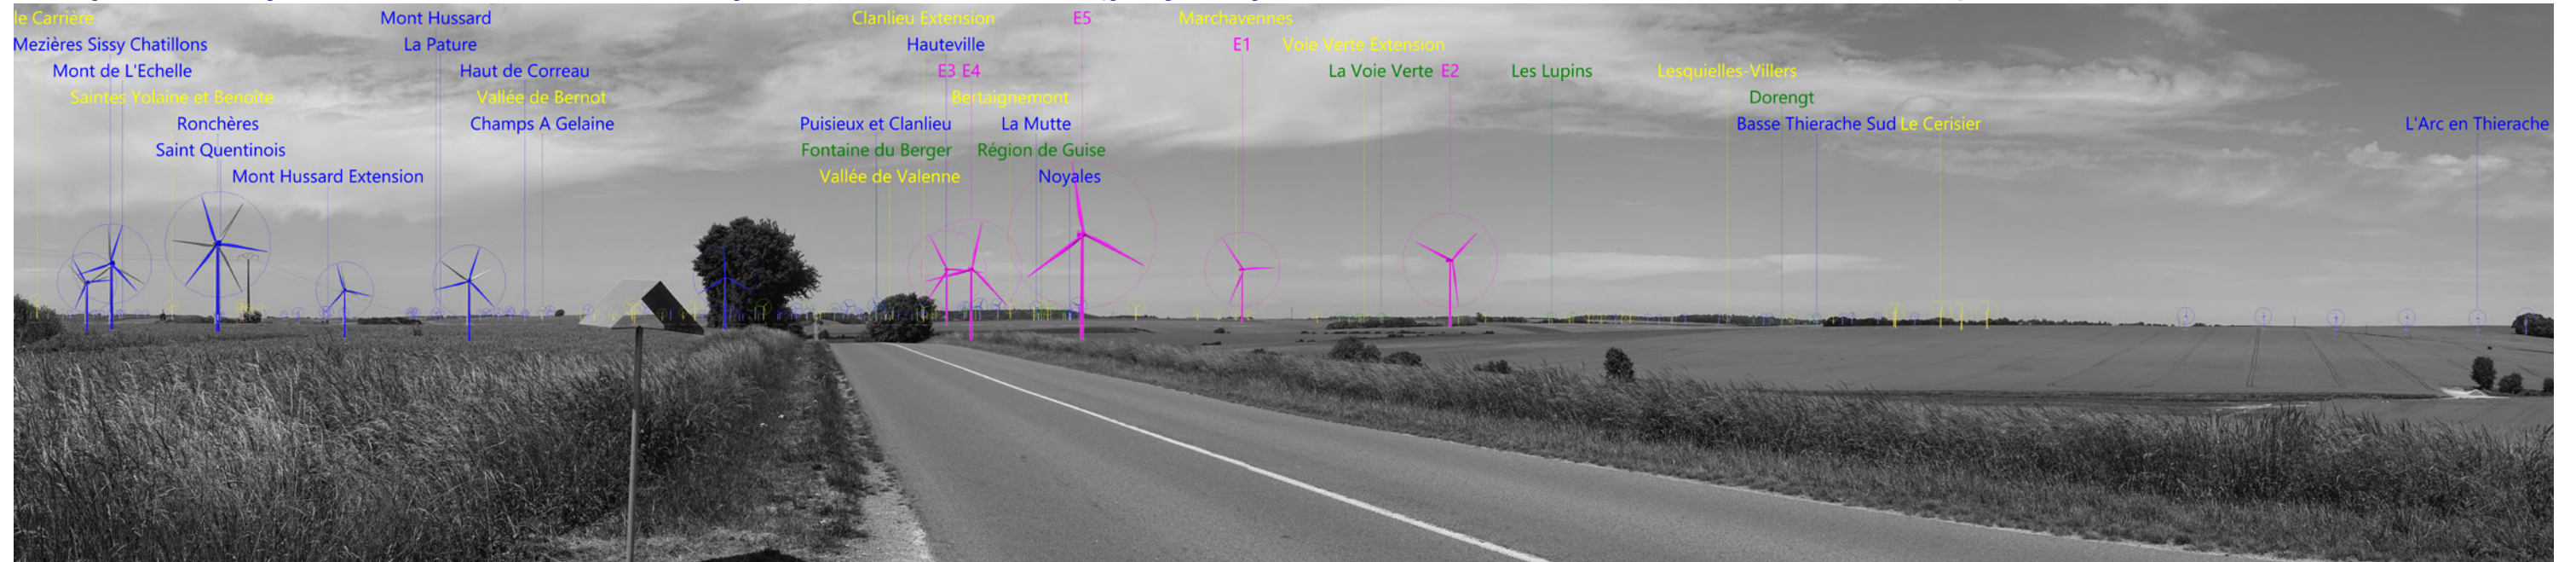 le Carrière
Mont Hussard
Clanlieu Extension
E5
Marchavennes
Mezières Sissy Chatillons
La Pature
Hauteville
E1
Voie Verte Extension
Mont de L'Echelle
Haut de Correau
E3 E4
La Voie Verte E2
Les Lupins
Lesquielles-Villers
Saintes Yolaine et Benoîte
Vallée de Bernot
Bertaignemont
Dorengt
Ronchères
Champs A Gelaine
Puisieux et Clanlieu
La Mutte
Basse Thierache Sud Le Cerisier
L'Arc en Thierache
Saint Quentinois
Fontaine du Berger
Région de Guise
Mont Hussard Extension
Vallée de Valenne
Noyales